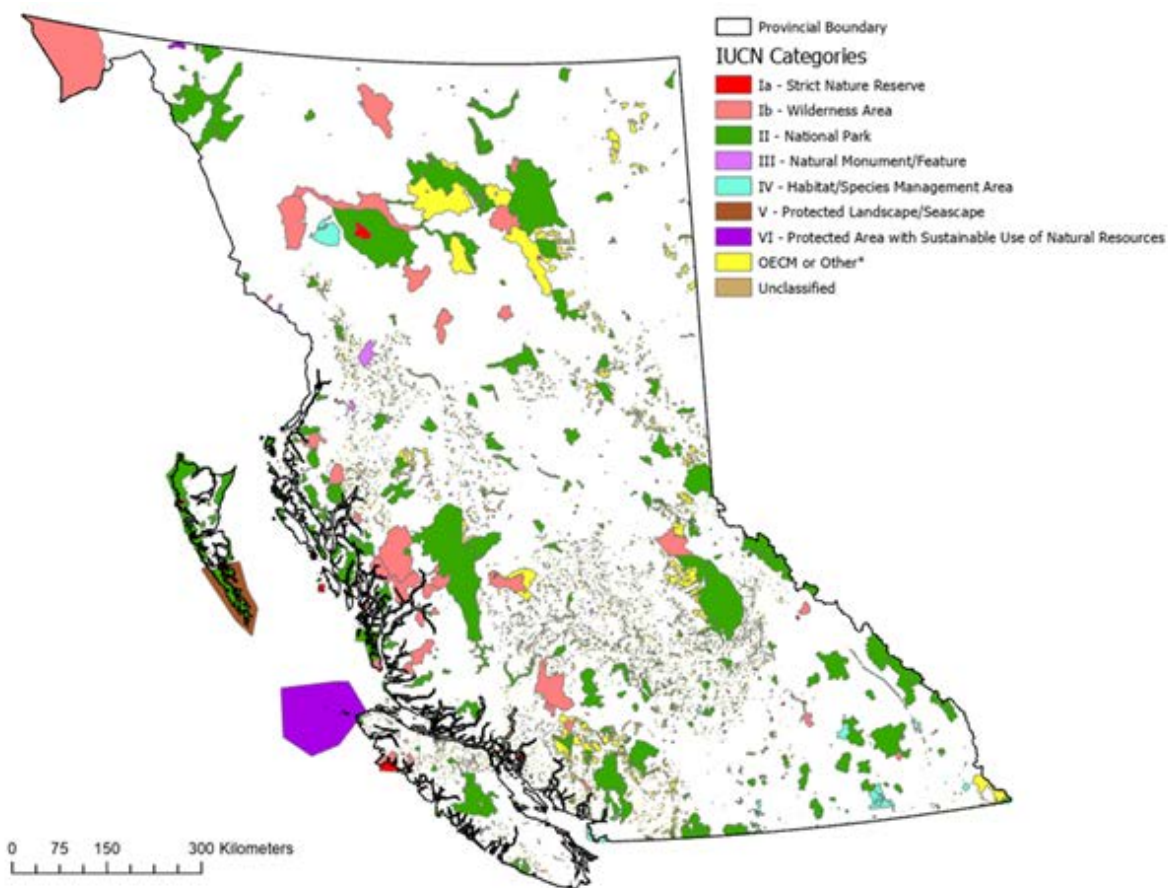 Provincial Boundary
IUCN Categories
Ia - Strict Nature Reserve
Ib - Wilderness Area
II - National Park
III - Natural Monument/Feature
IV - Habitat/Species Management Area
V - Protected Landscape/Seascape
VI - Protected Area with Sustainable Use of Natural Resources
OECM or Other*
Unclassified
0 75 150 300 Kilometers